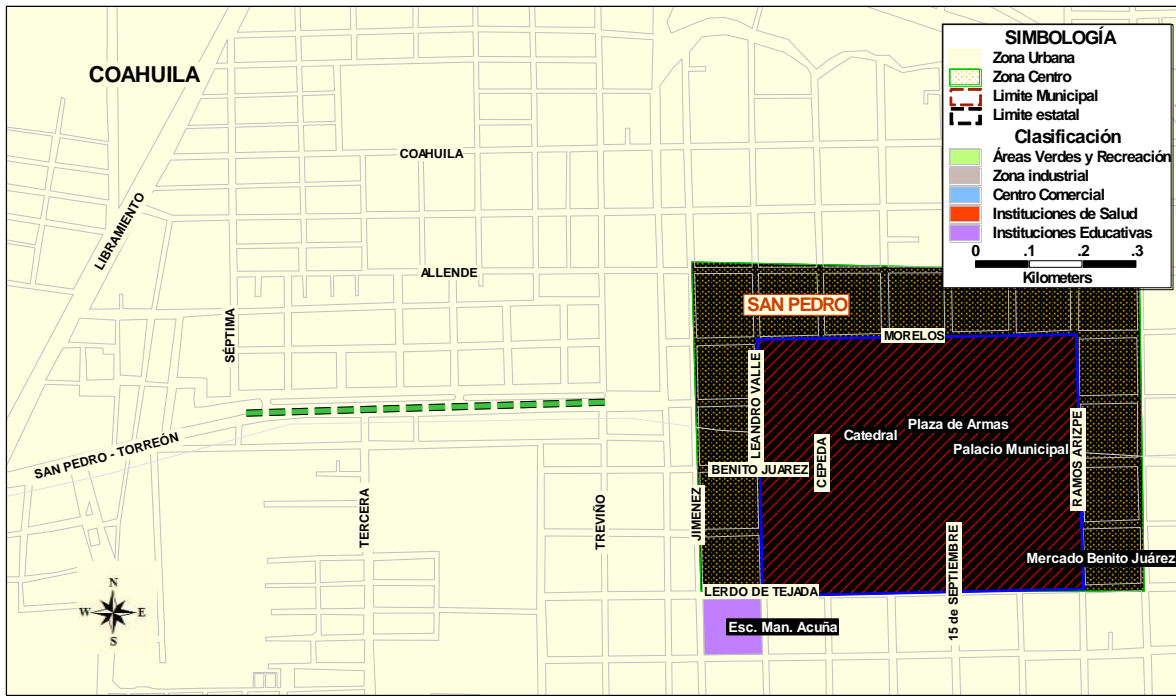 COAHUILA
SIMBOLOGÍA
Zona Urbana
Zona Centro
Limite Municipal
Limite estatal
Clasificación
Áreas Verdes y Recreación
Zona industrial
Centro Comercial
Instituciones de Salud
Instituciones Educativas
0 .1 .2 .3
Kilometers
COAHUILA
LIBRAMIENTO
ALLENDE
SAN PEDRO
SÉPTIMA
MORELOS
LEANDRO VALLE
Plaza de Armas
Catedral
Palacio Municipal
RAMOS ARIZPE
SAN PEDRO - TORREÓN
BENITO JUAREZ
CEPEDA
TERCERA
TREVIÑO
JIMENEZ
15 de SEPTIEMBRE
Mercado Benito Juárez
LERDO DE TEJADA
Esc. Man. Acuña
N
W E
S